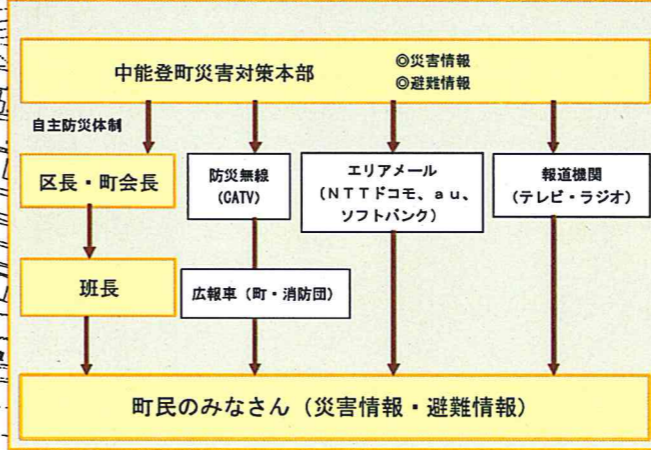 中能登町災害対策本部
◎災害情報
◎避難情報
自主防災体制
区長・町会長
防災無線
(CATV)
エリアメール
(NTTドコモ、au、
ソフトバンク)
報道機関
(テレビ・ラジオ)
班長
広報車(町・消防団)
町民のみなさん(災害情報・避難情報)